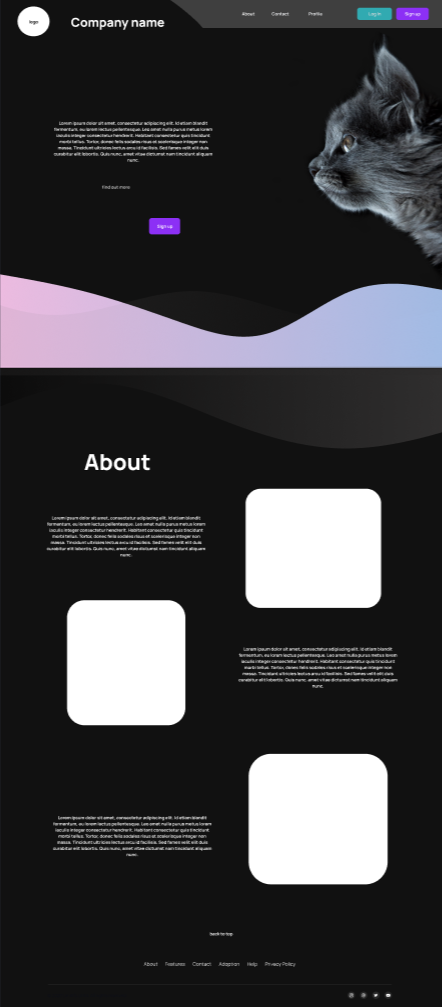 logo
Company name
About
Contact
Profile
Log in
Sign up
Lorem ipsum dolor sit amet, consectetur adipiscing elit. Id etiam blandit
fermentum, eu lorem lectus pellentesque. Leo amet nulla purus metus lorem
iaculis integer consectetur hendrerit. Habitant consectetur in dictumst
morbi tellus. Tortor, donec felis sodales risus et scelerisque integer non
massa. Tincidunt ultricies lectus arcu id facilisis. Sed fames velit elit duis
curabitur elit lobortis. Quis nunc, amet vitae dictumst nam tincidunt aliquam
nunc.
Find out more
Sign up
About
Lorem ipsum dolor sit amet, consectetur adipiscing elit. Id etiam blandit
fermentum, eu lorem lectus pellentesque. Leo amet nulla purus metus lorem
iaculis integer consectetur hendrerit. Habitant consectetur in dictumst
morbi tellus. Tortor, donec felis sodales risus et scelerisque integer non
massa. Tincidunt ultricies lectus arcu id facilisis. Sed fames velit elit duis
curabitur elit lobortis. Quis nunc, amet vitae dictumst nam tincidunt aliquam
nunc.
Lorem ipsum dolor sit amet, consectetur adipiscing elit. Id etiam blandit
fermentum, eu lorem lectus pellentesque. Leo amet nulla purus metus lorem
iaculis integer consectetur hendrerit. Habitant consectetur in dictumst
morbi tellus. Tortor, donec felis sodales risus et scelerisque integer non
massa. Tincidunt ultricies lectus arcu id facilisis. Sed fames velit elit duis
curabitur elit lobortis. Quis nunc, amet vitae dictumst nam tincidunt aliquam
nunc.
Lorem ipsum dolor sit amet, consectetur adipiscing elit. Id etiam blandit
fermentum, eu lorem lectus pellentesque. Leo amet nulla purus metus lorem
iaculis integer consectetur hendrerit. Habitant consectetur in dictumst
morbi tellus. Tortor, donec felis sodales risus et scelerisque integer non
massa. Tincidunt ultricies lectus arcu id facilisis. Sed fames velit elit duis
curabitur elit lobortis. Quis nunc, amet vitae dictumst nam tincidunt aliquam
nunc.
back to top
About Features Contact Adoption Help Privacy Policy